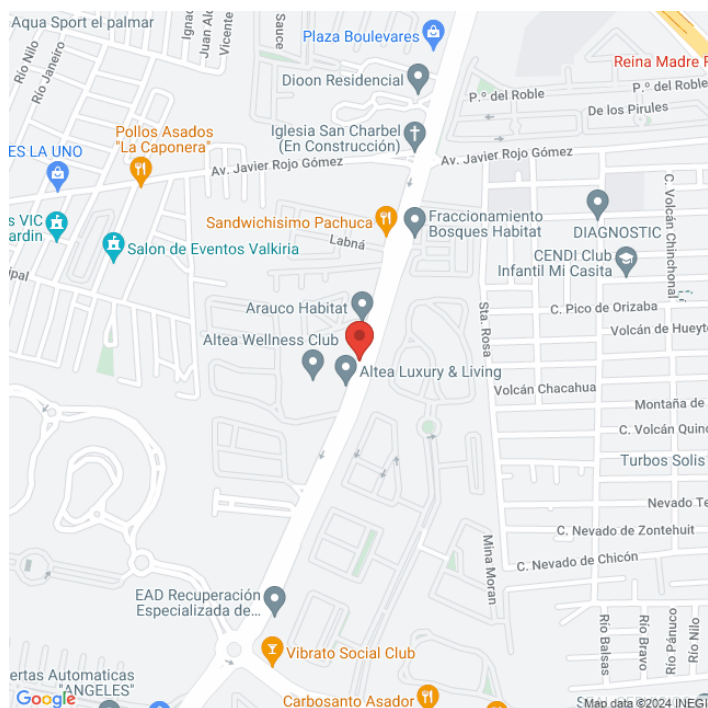 Aqua Sport el palmar
Río Nilo
Río Janeiro
Ignac
Juan Ald
Vicente
Sauce
Plaza Boulevares
Dioon Residencial
Reina Madre P
P.º del Roble
P.º del Roble
De los Pirules
Iglesia San Charbel
(En Construcción)
Pollos Asados
"La Caponera"
ES LA UNO
Av. Javier Rojo Gómez
Av. Javier Rojo Gómez
C. Volcán Chinchonal
s VIC
ardín
Salon de Eventos Valkiria
Sandwichisimo Pachuca
Labná
Fraccionamiento
Bosques Habitat
DIAGNOSTIC
CENDI Club
Infantil Mi Casita
ipal
Arauco Habitat
Sta. Rosa
C. Pico de Orizaba
Volcán de Hueyt
Altea Wellness Club
Altea Luxury & Living
Volcán Chacahua
Montaña de
C. Volcán Quino
Turbos Solis
Nevado Te
C. Nevado de Zontehuit
Mina Moran
C. Nevado de Chicón
EAD Recuperación
Especializada de...
Río Balsas
Río Bravo
Río Pánuco
Río Nilo
Vibrato Social Club
ertas Automaticas
"ANGELES"
Carbosanto Asador
Google
Map data ©2024 INEGI